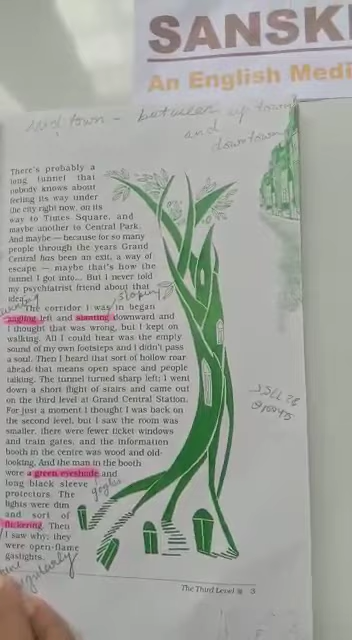 SANSK
An English Medi
mid town - between up town
and
downtown
There's probably a
long tunnel that
nobody knows about
feeling its way under
the city right now, on its
way to Times Square, and
maybe another to Central Park.
And maybe — because for so many
people through the years Grand
Central has been an exit, a way of
escape — maybe that's how the
tunnel I got into... But I never told
my psychiatrist friend about that
idea.
sloping
The corridor I was in began
angling left and slanting downward and
I thought that was wrong, but I kept on
walking. All I could hear was the empty
sound of my own footsteps and I didn't pass
a soul. Then I heard that sort of hollow roar
ahead that means open space and people
talking. The tunnel turned sharp left; I went
down a short flight of stairs and came out
on the third level at Grand Central Station.
For just a moment I thought I was back on
the second level, but I saw the room was
smaller, there were fewer ticket windows
and train gates, and the information
booth in the centre was wood and old-
looking. And the man in the booth
wore a green eyeshade and
long black sleeve
goggles
protectors. The
lights were dim
and sort of
flickering. Then
I saw why; they
were open-flame
gaslights.
The Third Level 3